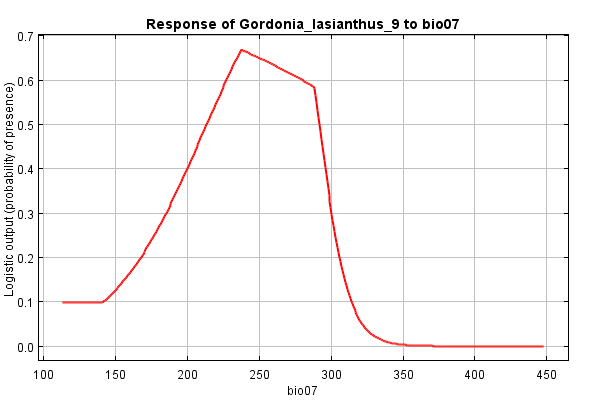 Response of Gordonia_lasianthus_9 to bio07
Logistic output (probability of presence)
0.7
0.6
0.5
0.4
0.3
0.2
0.1
0.0
100 150 200 250 300 350 400 450
bio07